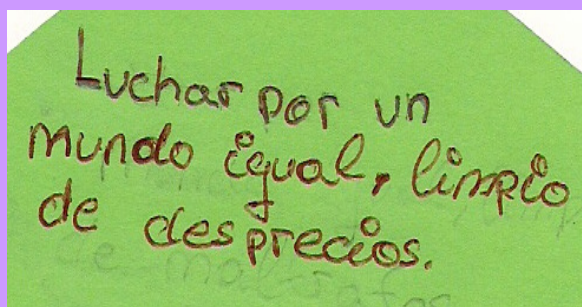 Luchar por un
mundo igual, limpio
de desprecios.